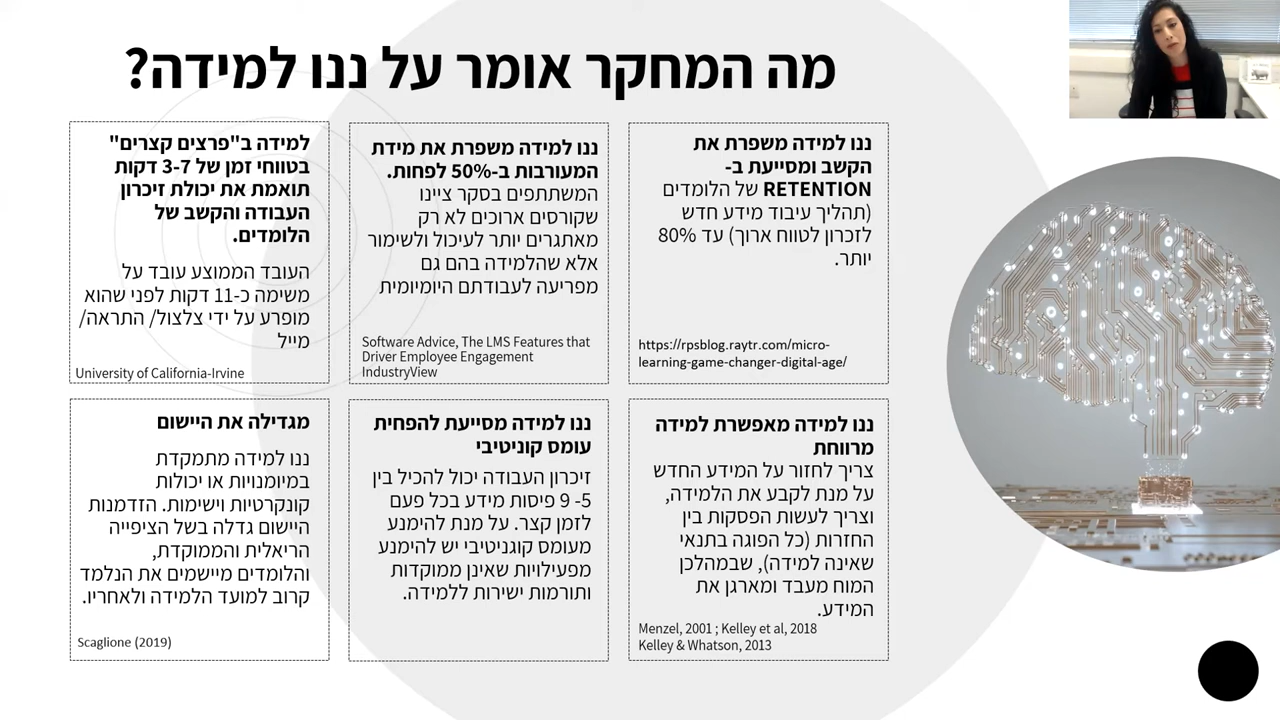 מה המחקר אומר על ננו למידה?
ננו למידה משפרת את
הקשב ומסייעת ב-
RETENTION של הלומדים
(תהליך עיבוד מידע חדש
לזכרון לטווח ארוך) עד 80%
יותר.
https://rpsblog.raytr.com/micro-
learning-game-changer-digital-age/
ננו למידה משפרת את מידת
המעורבות ב-50% לפחות.
המשתתפים בסקר ציינו
שקורסים ארוכים לא רק
מאתגרים יותר לעיכול ולשימור
אלא שהלמידה בהם גם
מפריעה לעבודתם היומיומית
Software Advice, The LMS Features that
Driver Employee Engagement
IndustryView
למידה ב"פרצים קצרים"
בטווחי זמן של 3-7 דקות
תואמת את יכולת זיכרון
העבודה והקשב של
הלומדים.
העובד הממוצע עובד על
משימה כ-11 דקות לפני שהוא
מופרע על ידי צלצול/ התראה/
מייל
University of California-Irvine
ננו למידה מאפשרת למידה
מרווחת
צריך לחזור על המידע החדש
על מנת לקבע את הלמידה,
וצריך לעשות הפסקות בין
החזרות (כל הפוגה בתנאי
שאינה למידה), שבמהלכן
המוח מעבד ומארגן את
המידע.
Menzel, 2001 ; Kelley et al, 2018
Kelley & Whatson, 2013
ננו למידה מסייעת להפחית
עומס קוניטיבי
זיכרון העבודה יכול להכיל בין
5- 9 פיסות מידע בכל פעם
לזמן קצר. על מנת להימנע
מעומס קוגניטיבי יש להימנע
מפעילויות שאינן ממוקדות
ותורמות ישירות ללמידה.
מגדילה את היישום
ננו למידה מתמקדת
במיומנויות או יכולות
קונקרטיות וישימות. הזדמנות
היישום גדלה בשל הציפייה
הריאלית והממוקדת,
והלומדים מיישמים את הנלמד
קרוב למועד הלמידה ולאחריו.
Scaglione (2019)